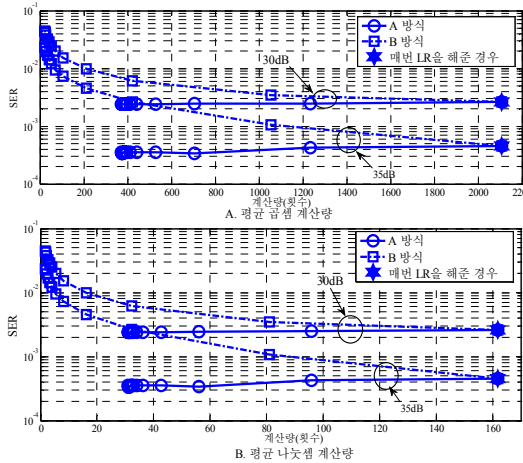 10⁻¹
10⁻²
10⁻³
10⁻⁴
SER
A 방식
B 방식
매번 LR을 해준 경우
30dB
35dB
0 200 400 600 800 1000 1200 1400 1600 1800 2000 2200
계산량(횟수)
A. 평균 곱셈 계산량
10⁻¹
10⁻²
10⁻³
10⁻⁴
SER
A 방식
B 방식
매번 LR을 해준 경우
30dB
35dB
0 20 40 60 80 100 120 140 160
계산량(횟수)
B. 평균 나눗셈 계산량